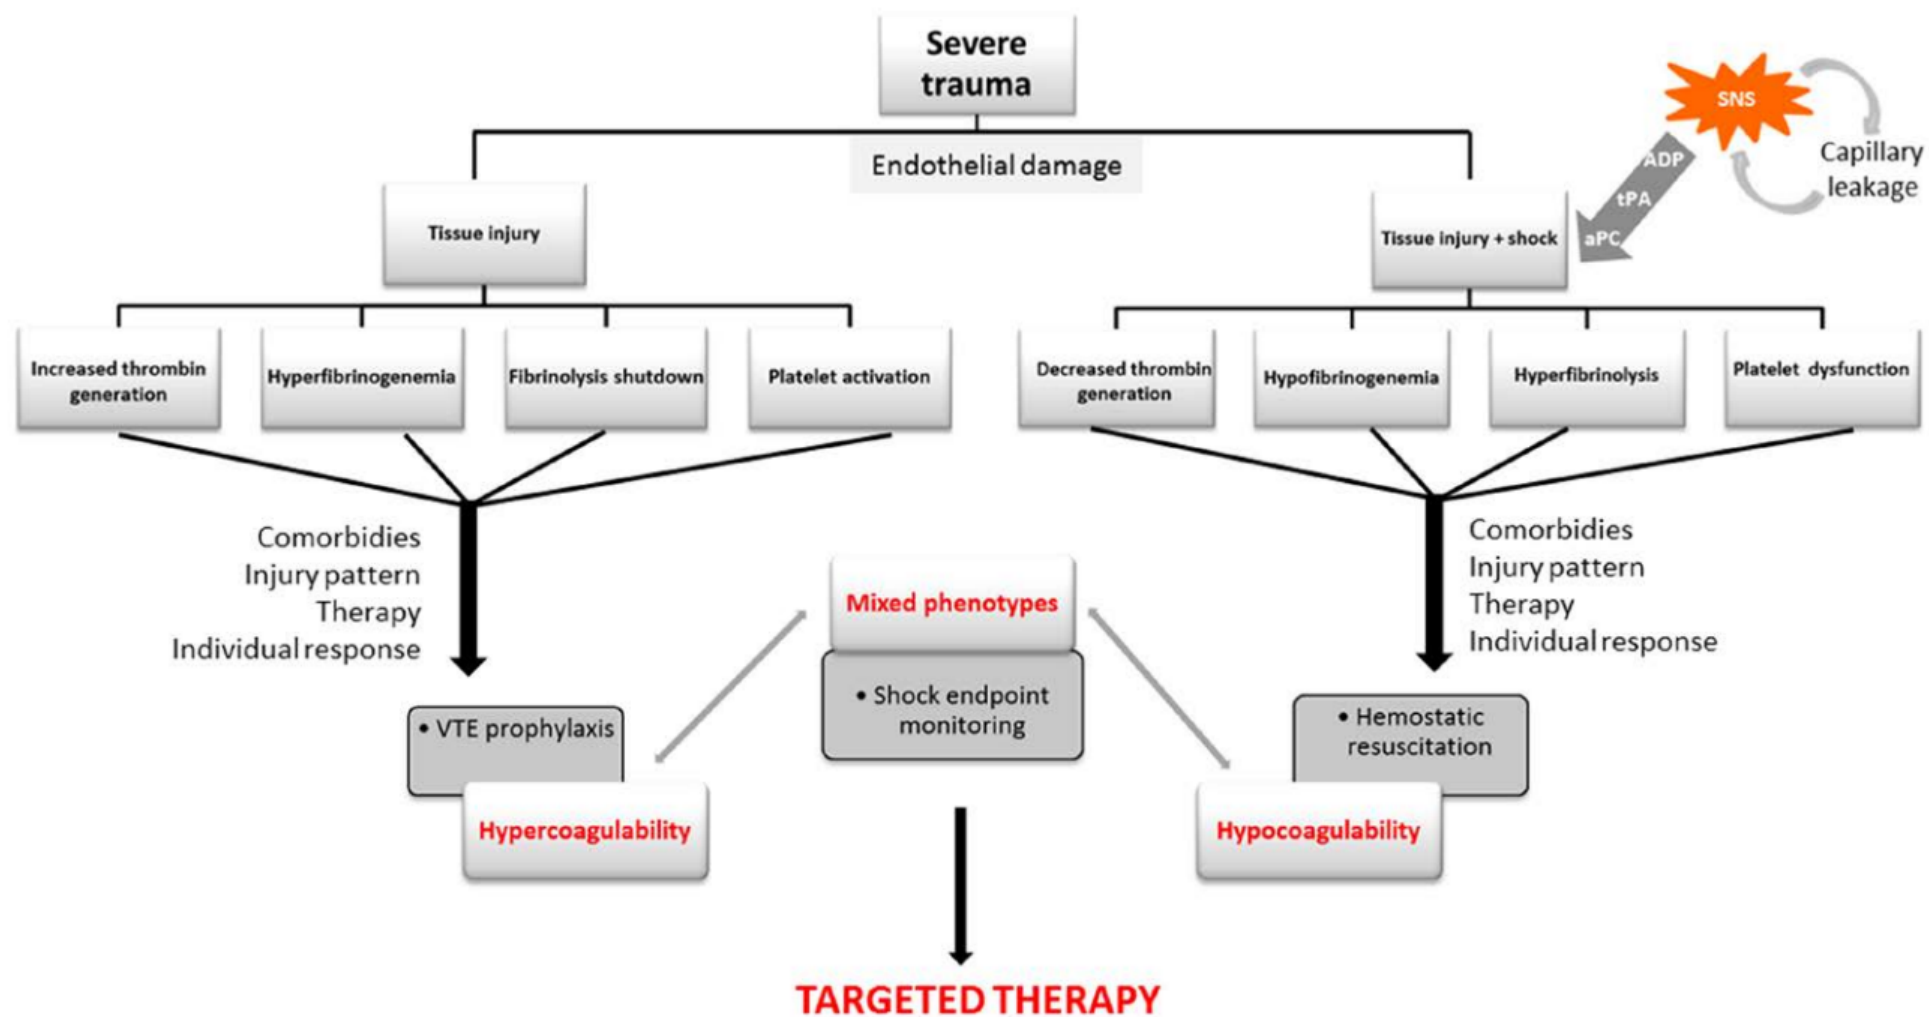 Severe
trauma
SNS
Capillary
leakage
ADP
tPA
aPC
Endothelial damage
Tissue injury
Tissue injury + shock
Increased thrombin
generation
Hyperfibrinogenemia
Fibrinolysis shutdown
Platelet activation
Decreased thrombin
generation
Hypofibrinogenemia
Hyperfibrinolysis
Platelet dysfunction
Comorbidies
Injury pattern
Therapy
Individual response
Comorbidies
Injury pattern
Therapy
Individual response
Mixed phenotypes
• Shock endpoint
monitoring
• VTE prophylaxis
Hypercoagulability
• Hemostatic
resuscitation
Hypocoagulability
TARGETED THERAPY